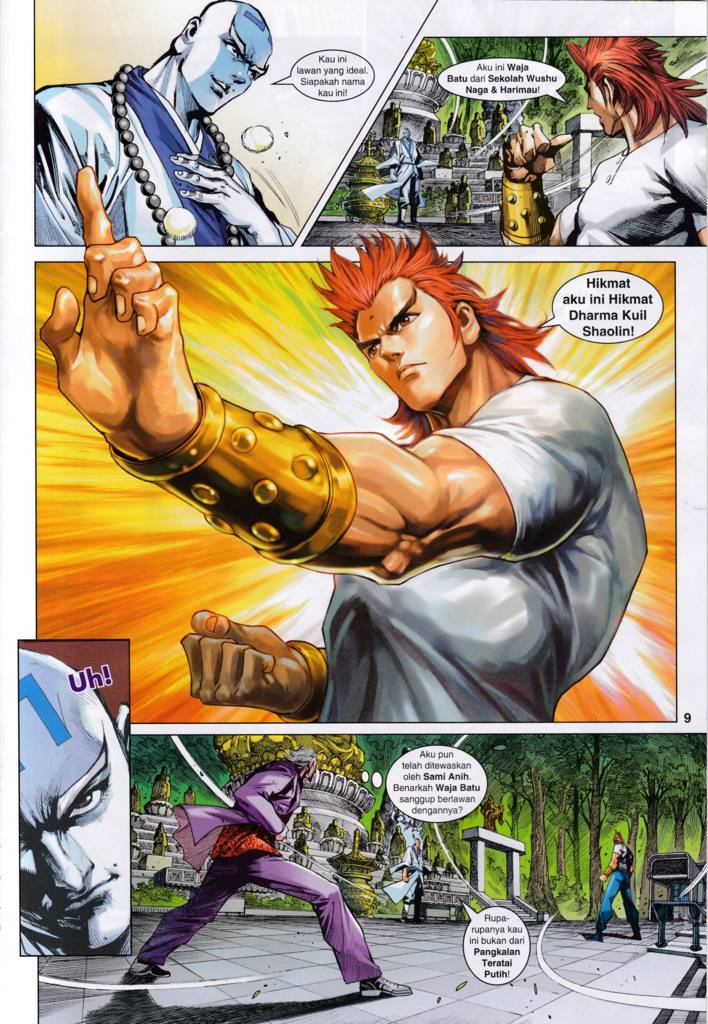 Kau ini
lawan yang ideal.
Siapakah nama
kau ini!
Aku ini Waja
Batu dari Sekolah Wushu
Naga & Harimau!
Hikmat
aku ini Hikmat
Dharma Kuil
Shaolin!
Uh!
9
Aku pun
telah ditewaskan
oleh Sami Anih.
Benarkah Waja Batu
sanggup berlawan
dengannya?
Rupa-
rupanya kau
ini bukan dari
Pangkalan
Teratai
Putih!